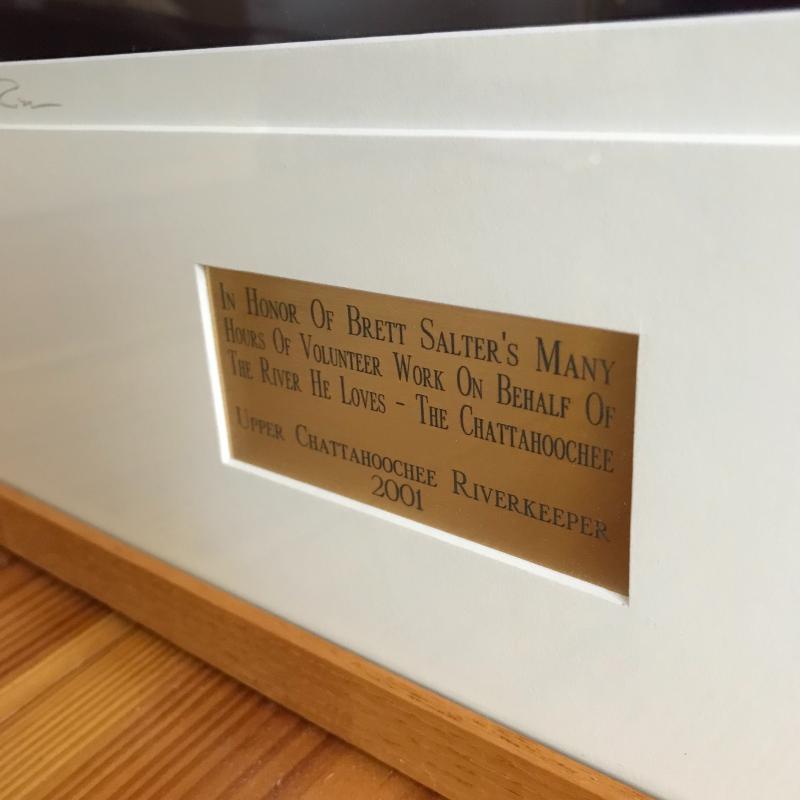 In Honor Of Brett Salter's Many
Hours Of Volunteer Work On Behalf Of
The River He Loves - The Chattahoochee
Upper Chattahoochee Riverkeeper
2001